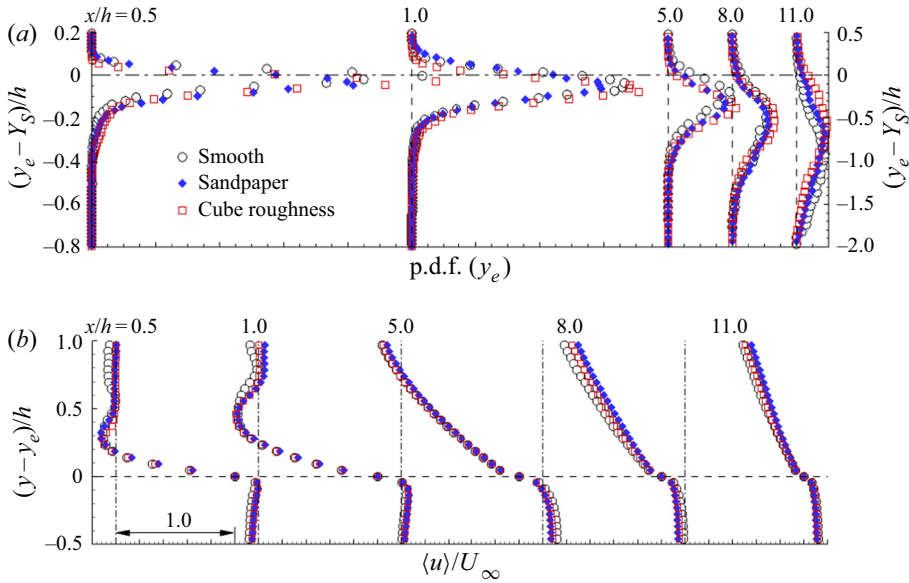 x/h = 0.5 1.0 5.0 8.0 11.0
(a) 0.2 0.5
0 0
–0.2 –0.5
–0.4 –1.0
–0.6 –1.5
–0.8 –2.0
(y_e – Y_S)/h
(y_e – Y_S)/h
Smooth
Sandpaper
Cube roughness
p.d.f. (y_e)
x/h = 0.5 1.0 5.0 8.0 11.0
(b) 1.0
0.5
0
–0.5
(y – y_e)/h
1.0
⟨u⟩/U_∞